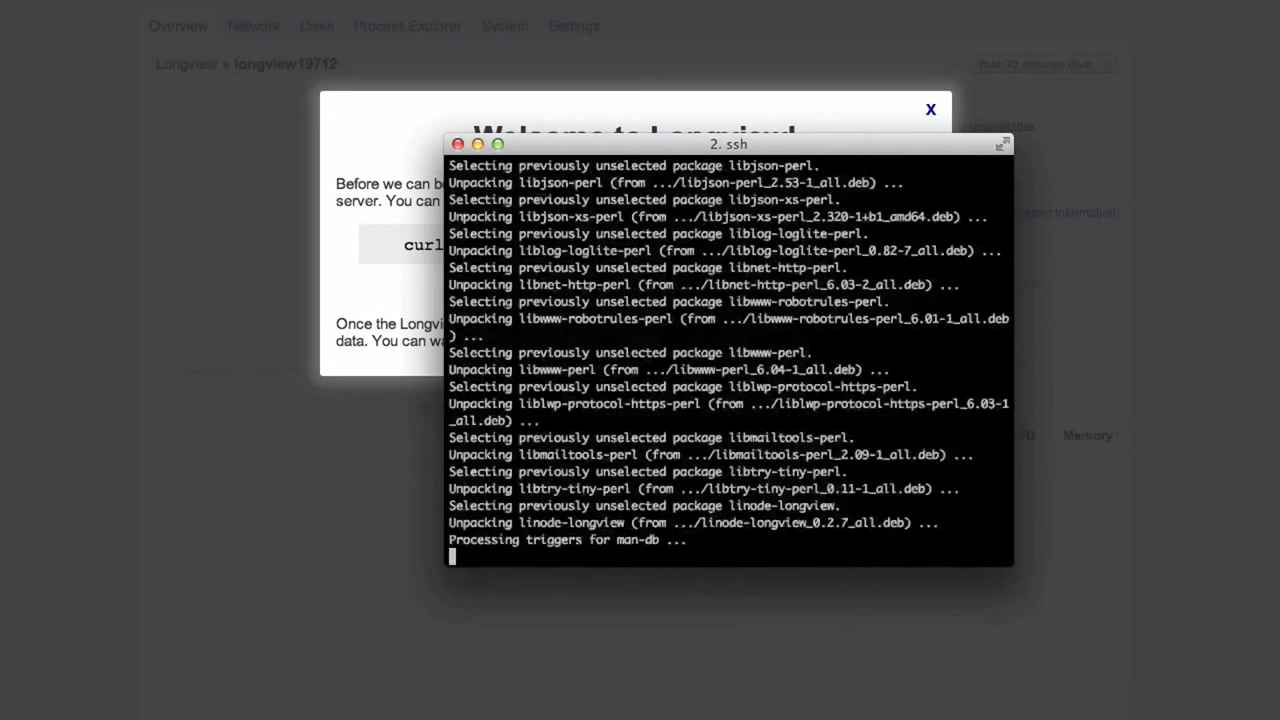 Overview Network Disks Process Explorer System Settings
Longview » longview19712
Past 30 minutes (live)
X
Welcome to Longview!
unavailable.
Before we can
server. You can
curl
system information
Once the
data. You can
Memory
2. ssh
Selecting previously unselected package libjson-perl.
Unpacking libjson-perl (from .../libjson-perl_2.53-1_all.deb) ...
Selecting previously unselected package libjson-xs-perl.
Unpacking libjson-xs-perl (from .../libjson-xs-perl_2.320-1+b1_amd64.deb) ...
Selecting previously unselected package liblog-loglite-perl.
Unpacking liblog-loglite-perl (from .../liblog-loglite-perl_0.82-7_all.deb) ...
Selecting previously unselected package libnet-http-perl.
Unpacking libnet-http-perl (from .../libnet-http-perl_6.03-2_all.deb) ...
Selecting previously unselected package libwww-robotrules-perl.
Unpacking libwww-robotrules-perl (from .../libwww-robotrules-perl_6.01-1_all.deb
) ...
Selecting previously unselected package libwww-perl.
Unpacking libwww-perl (from .../libwww-perl_6.04-1_all.deb) ...
Selecting previously unselected package liblwp-protocol-https-perl.
Unpacking liblwp-protocol-https-perl (from .../liblwp-protocol-https-perl_6.03-1
_all.deb) ...
Selecting previously unselected package libmailtools-perl.
Unpacking libmailtools-perl (from .../libmailtools-perl_2.09-1_all.deb) ...
Selecting previously unselected package libtry-tiny-perl.
Unpacking libtry-tiny-perl (from .../libtry-tiny-perl_0.11-1_all.deb) ...
Selecting previously unselected package linode-longview.
Unpacking linode-longview (from .../linode-longview_0.2.7_all.deb) ...
Processing triggers for man-db ...